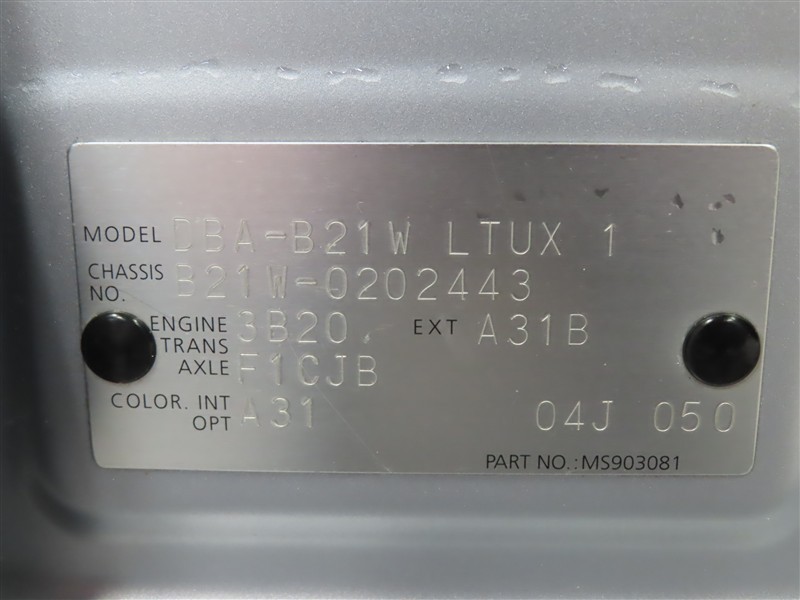 MODEL DBA-B21W LTUX 1
CHASSIS NO. B21W-0202443
ENGINE 3B20. EXT A31B
TRANS AXLE F1CJB
COLOR. INT OPT A31 04J 050
PART NO.:MS903081